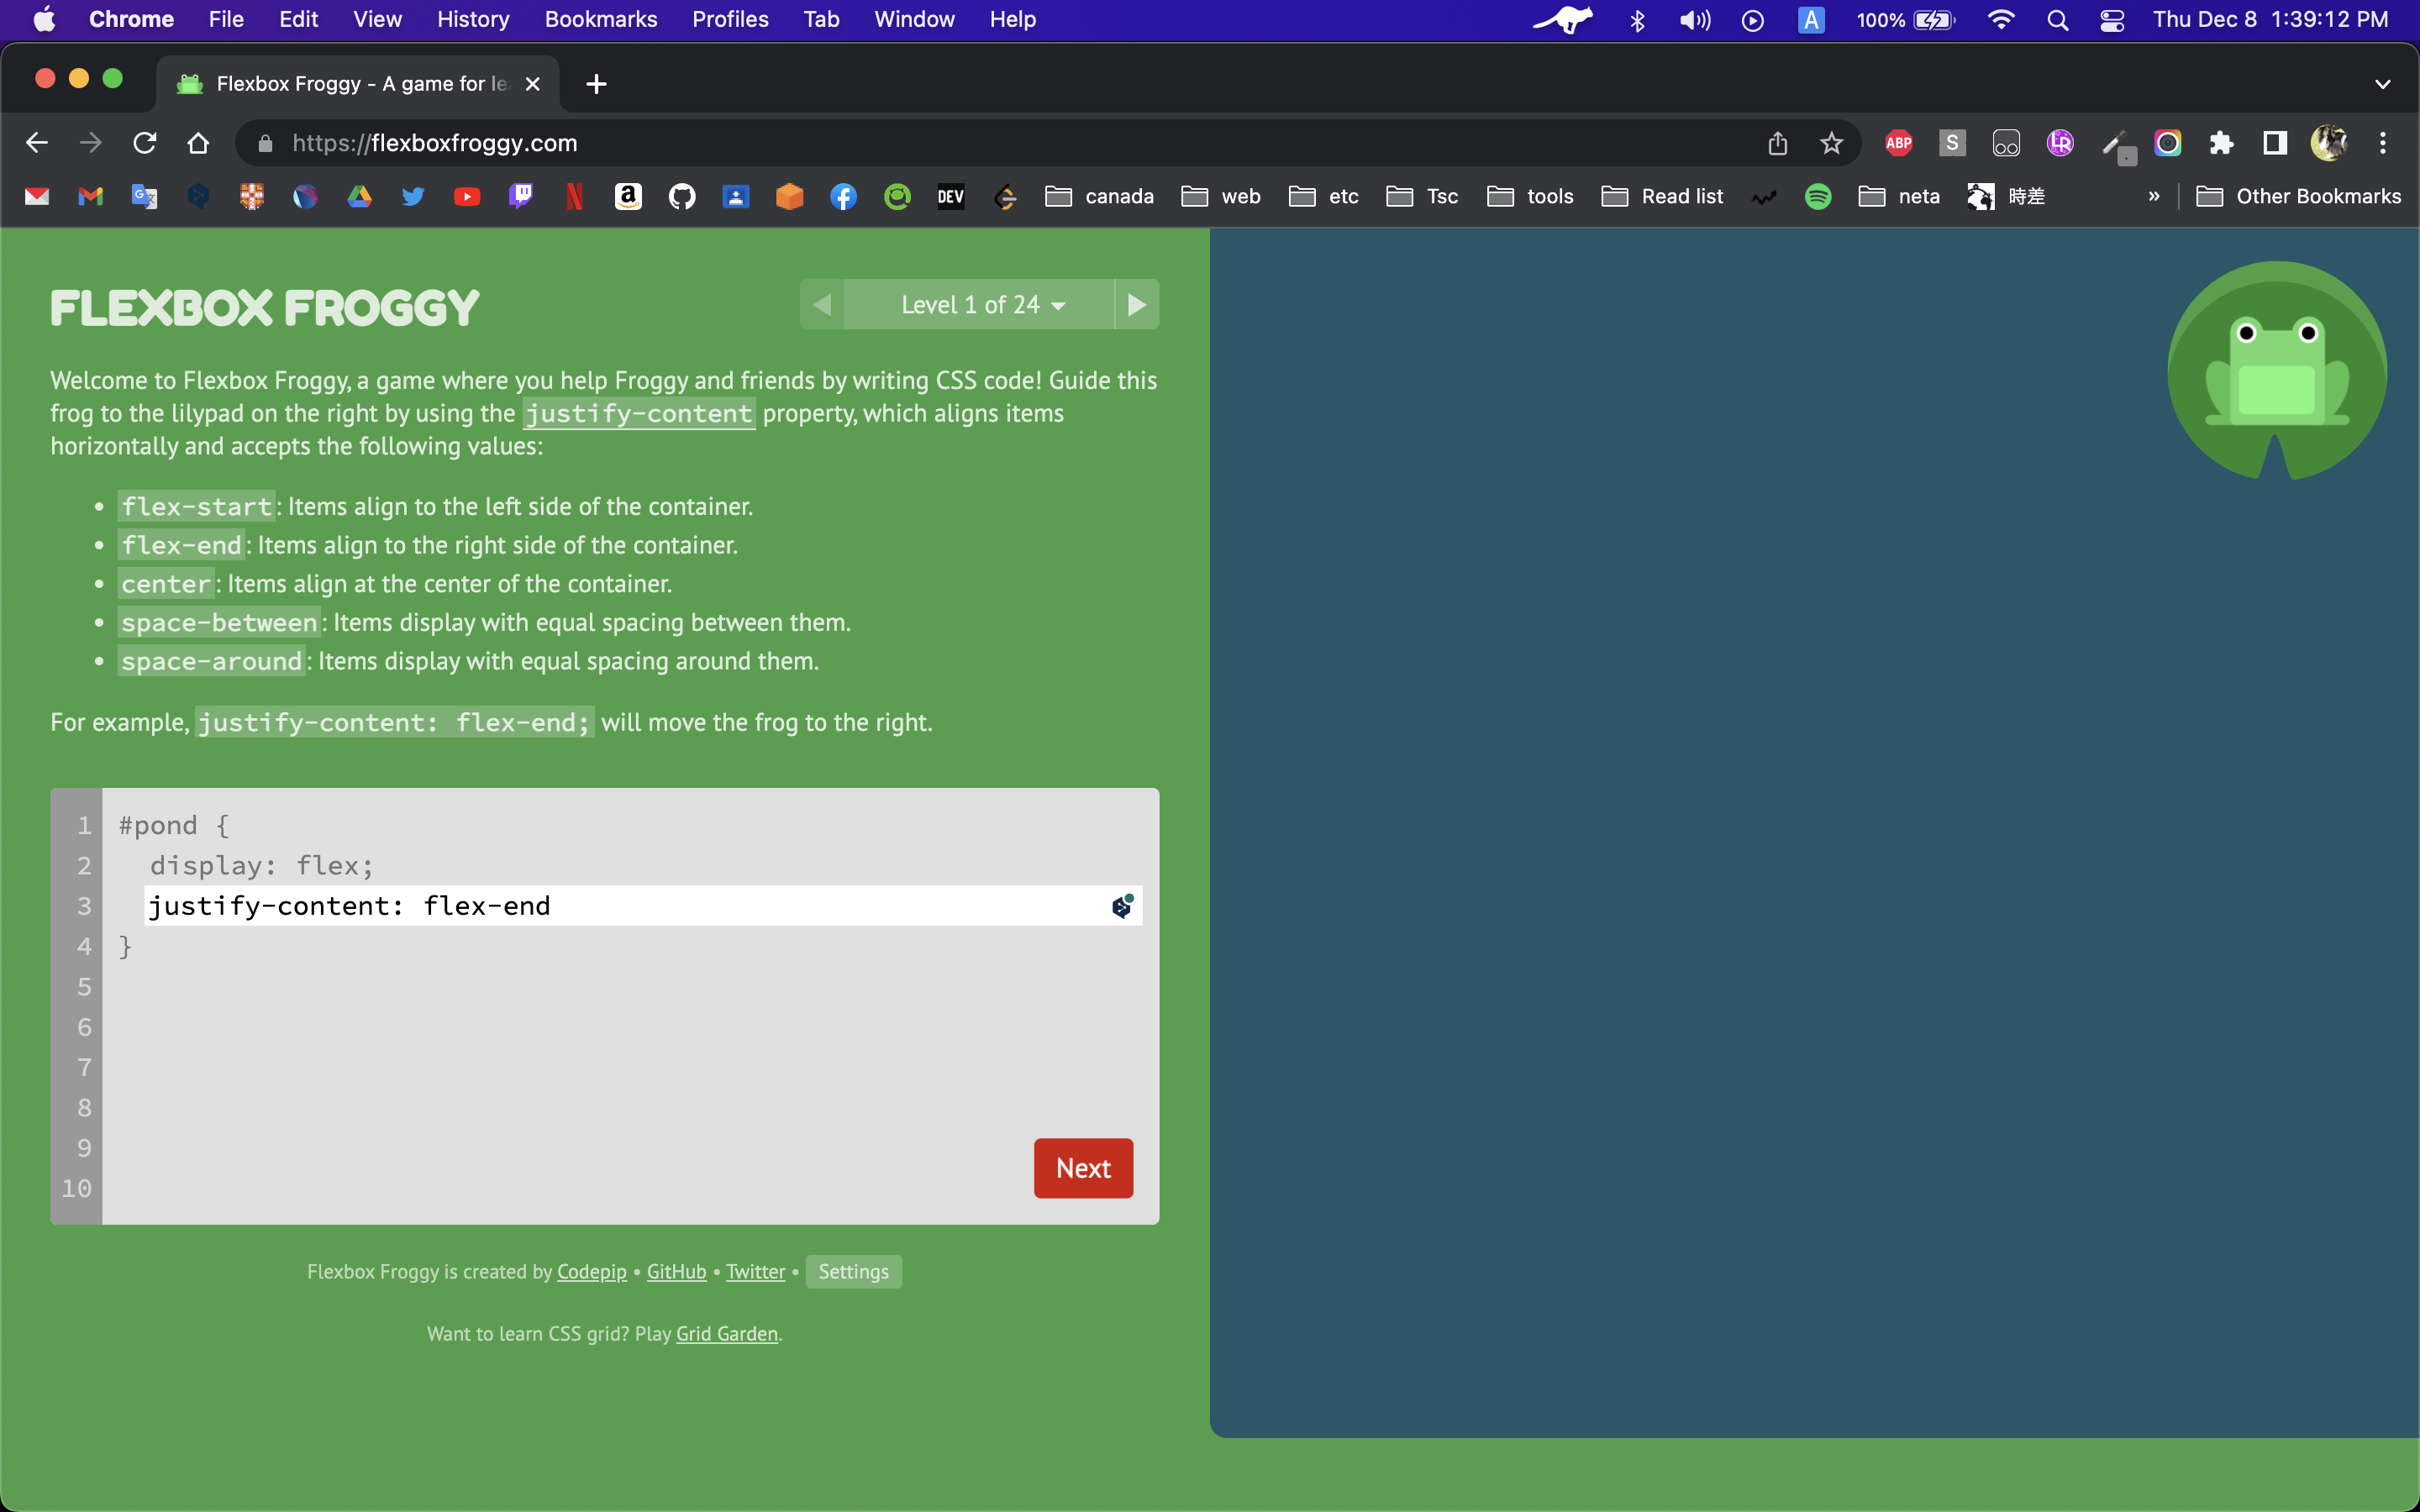 Chrome File Edit View History Bookmarks Profiles Tab Window Help A 100% Thu Dec 8 1:39:12 PM
Flexbox Froggy - A game for le
https://flexboxfroggy.com ABP S LR
DEV canada web etc Tsc tools Read list neta 時差 » Other Bookmarks
FLEXBOX FROGGY
Level 1 of 24
Welcome to Flexbox Froggy, a game where you help Froggy and friends by writing CSS code! Guide this
frog to the lilypad on the right by using the justify-content property, which aligns items
horizontally and accepts the following values:
• flex-start: Items align to the left side of the container.
• flex-end: Items align to the right side of the container.
• center: Items align at the center of the container.
• space-between: Items display with equal spacing between them.
• space-around: Items display with equal spacing around them.
For example, justify-content: flex-end; will move the frog to the right.
1 #pond {
2 display: flex;
3 justify-content: flex-end
4 }
5
6
7
8
9
10
Next
Flexbox Froggy is created by Codepip • GitHub • Twitter • Settings
Want to learn CSS grid? Play Grid Garden.